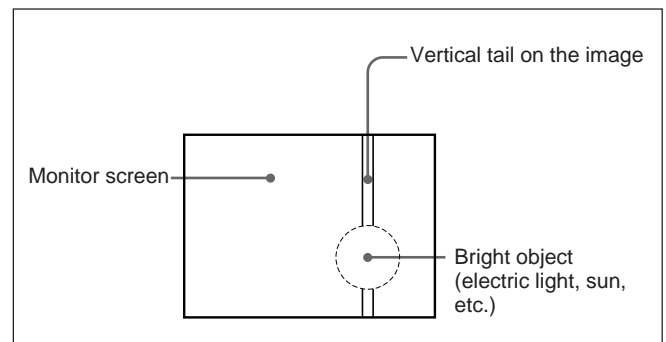 Vertical tail on the image
Monitor screen
Bright object
(electric light, sun,
etc.)